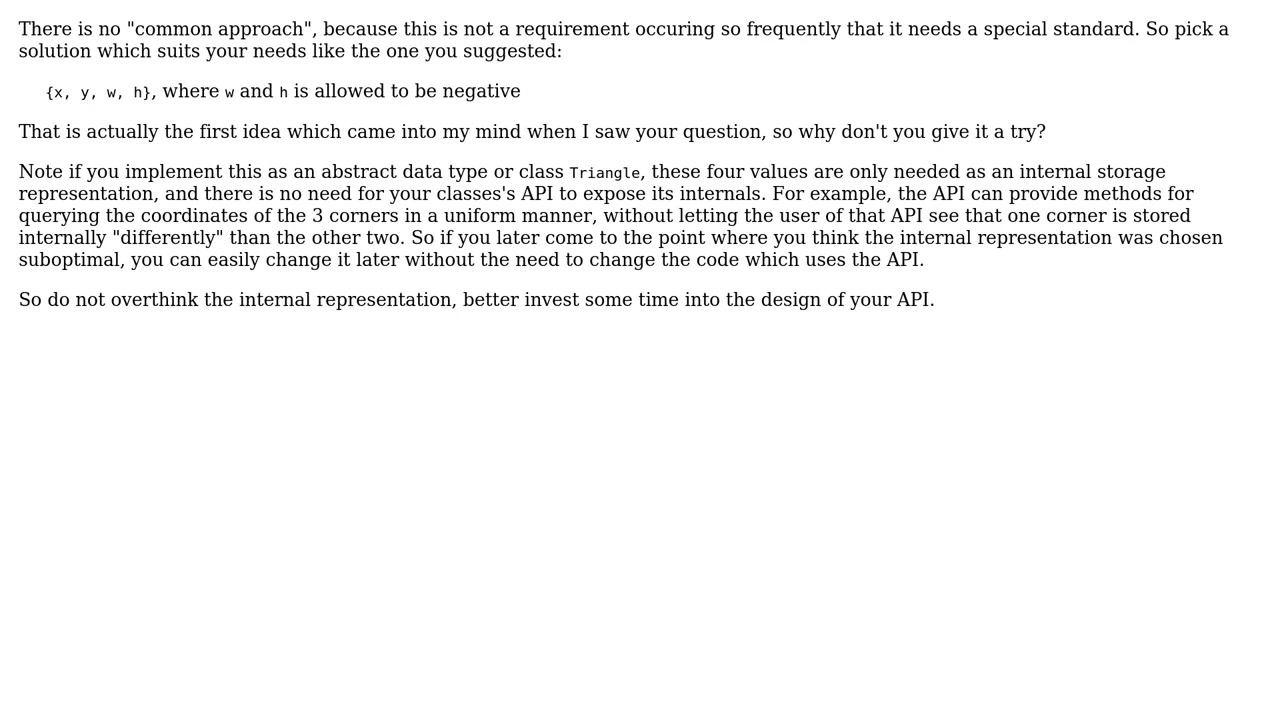 There is no "common approach", because this is not a requirement occuring so frequently that it needs a special standard. So pick a
solution which suits your needs like the one you suggested:
{x, y, w, h}, where w and h is allowed to be negative
That is actually the first idea which came into my mind when I saw your question, so why don't you give it a try?
Note if you implement this as an abstract data type or class Triangle, these four values are only needed as an internal storage
representation, and there is no need for your classes's API to expose its internals. For example, the API can provide methods for
querying the coordinates of the 3 corners in a uniform manner, without letting the user of that API see that one corner is stored
internally "differently" than the other two. So if you later come to the point where you think the internal representation was chosen
suboptimal, you can easily change it later without the need to change the code which uses the API.
So do not overthink the internal representation, better invest some time into the design of your API.